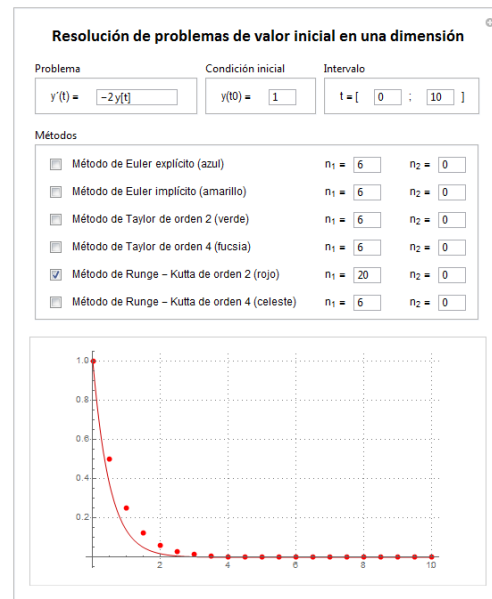 Resolución de problemas de valor inicial en una dimensión
Problema Condición inicial Intervalo
y´(t) = −2 y[t] y(t0) = 1 t = [ 0 ; 10 ]
Métodos
Método de Euler explícito (azul) n₁ = 6 n₂ = 0
Método de Euler implícito (amarillo) n₁ = 6 n₂ = 0
Método de Taylor de orden 2 (verde) n₁ = 6 n₂ = 0
Método de Taylor de orden 4 (fucsia) n₁ = 6 n₂ = 0
Método de Runge – Kutta de orden 2 (rojo) n₁ = 20 n₂ = 0
Método de Runge – Kutta de orden 4 (celeste) n₁ = 6 n₂ = 0
1.0
0.8
0.6
0.4
0.2
2 4 6 8 10